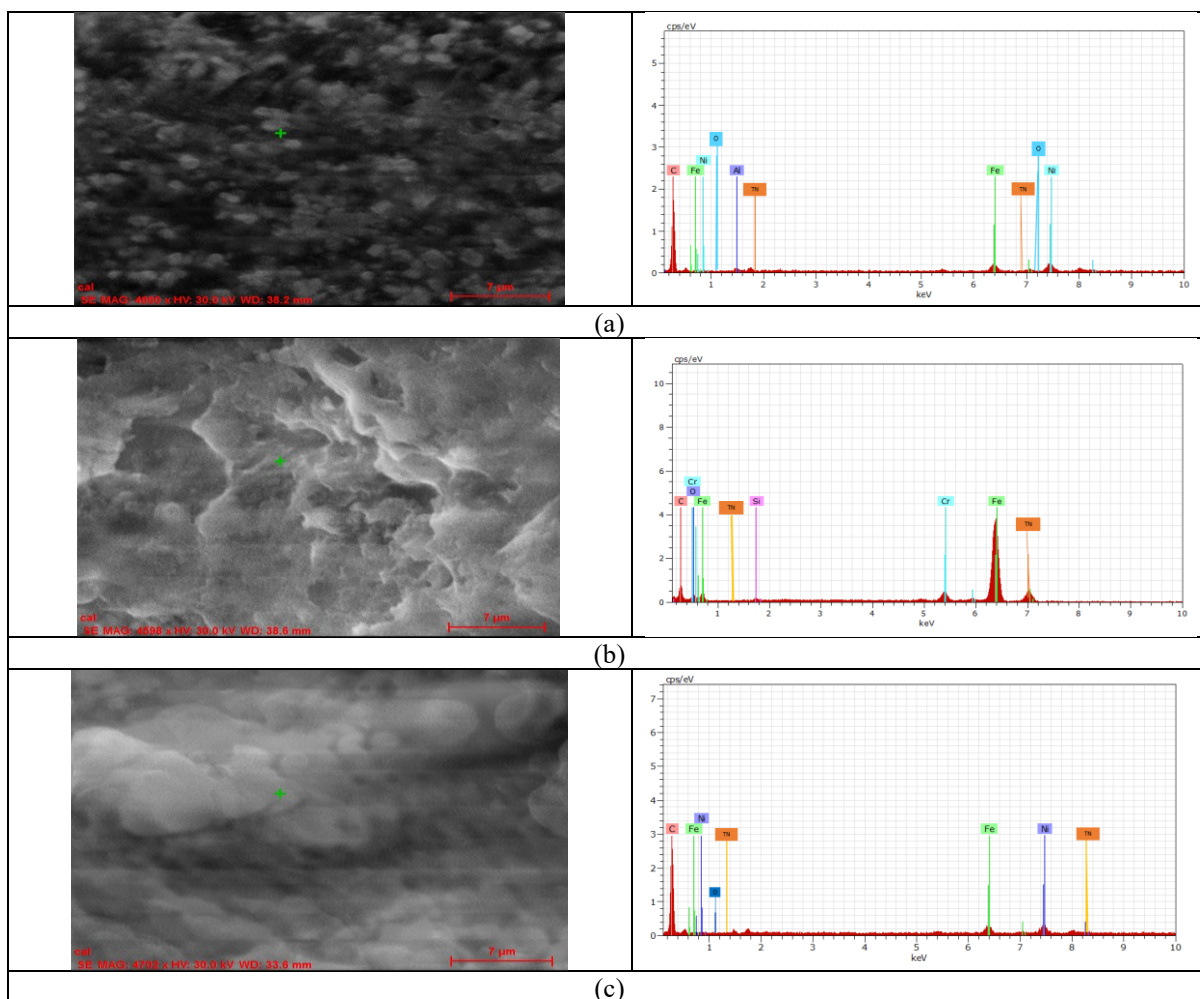 cal
SE MAG: 4690 x HV: 30.0 kV WD: 38.2 mm
7 µm
cps/eV
5
4
3
2
1
0
O
O
Ni
C Fe Al Fe Ni
TN TN
1 2 3 4 5 6 7 8 9 10
keV
(a)
cal
SE MAG: 4598 x HV: 30.0 kV WD: 38.6 mm
7 µm
cps/eV
10
8
6
4
2
0
Cr
O
C Fe TN Si Cr Fe
TN
1 2 3 4 5 6 7 8 9 10
keV
(b)
cal
SE MAG: 4702 x HV: 30.0 kV WD: 33.6 mm
7 µm
cps/eV
7
6
5
4
3
2
1
0
Ni
C Fe TN Fe Ni TN
1 2 3 4 5 6 7 8 9 10
keV
(c)